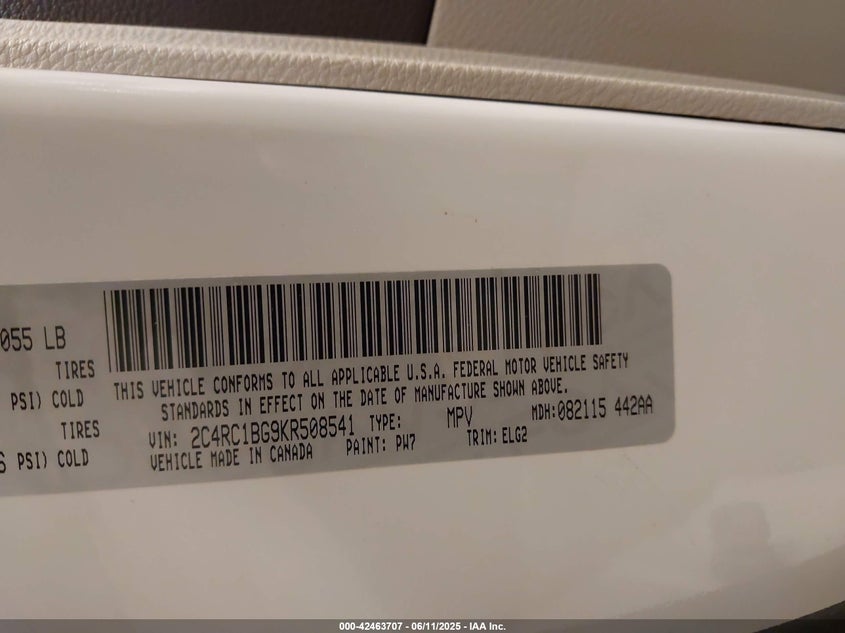 055 LB
TIRES
PSI) COLD
TIRES
6 PSI) COLD
THIS VEHICLE CONFORMS TO ALL APPLICABLE U.S.A. FEDERAL MOTOR VEHICLE SAFETY
STANDARDS IN EFFECT ON THE DATE OF MANUFACTURE SHOWN ABOVE.
VIN: 2C4RC1BG9KR508541 TYPE: MPV MDH:082115 442AA
VEHICLE MADE IN CANADA PAINT: PW7 TRIM: ELG2
000-42463707 - 06/11/2025 - IAA Inc.